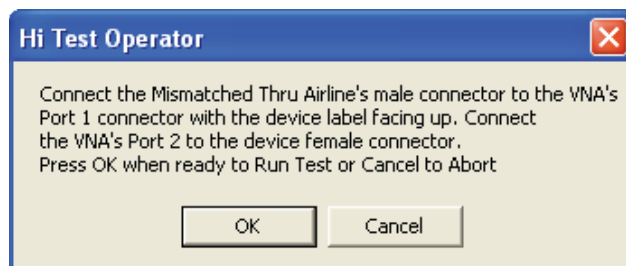 Hi Test Operator
Connect the Mismatched Thru Airline's male connector to the VNA's
Port 1 connector with the device label facing up. Connect
the VNA's Port 2 to the device female connector.
Press OK when ready to Run Test or Cancel to Abort
OK
Cancel